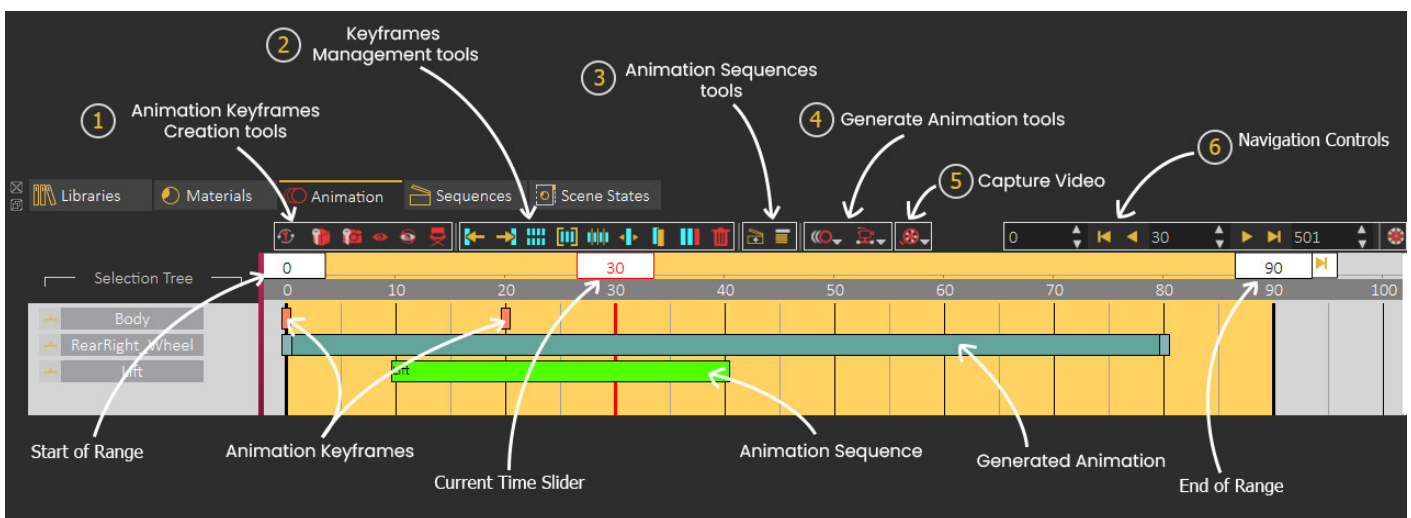 2
Keyframes
Management tools
3
Animation Sequences
tools
1
Animation Keyframes
Creation tools
4
Generate Animation tools
6
Navigation Controls
5
Capture Video
Libraries
Materials
Animation
Sequences
Scene States
0
30
501
Selection Tree
0
30
90
0 10 20 30 40 50 60 70 80 90 100
Body
RearRight_Wheel
Lift
Lift
Start of Range
Animation Keyframes
Current Time Slider
Animation Sequence
Generated Animation
End of Range